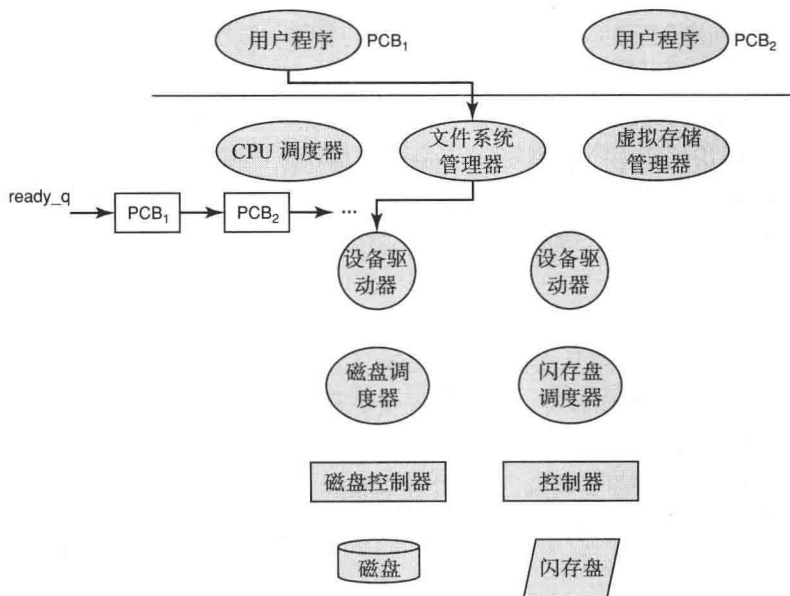 用户程序 PCB₁
用户程序 PCB₂
CPU 调度器
文件系统
管理器
虚拟存储
管理器
ready_q
PCB₁
PCB₂
...
设备驱
动器
设备驱
动器
磁盘调
度器
闪存盘
调度器
磁盘控制器
控制器
磁盘
闪存盘